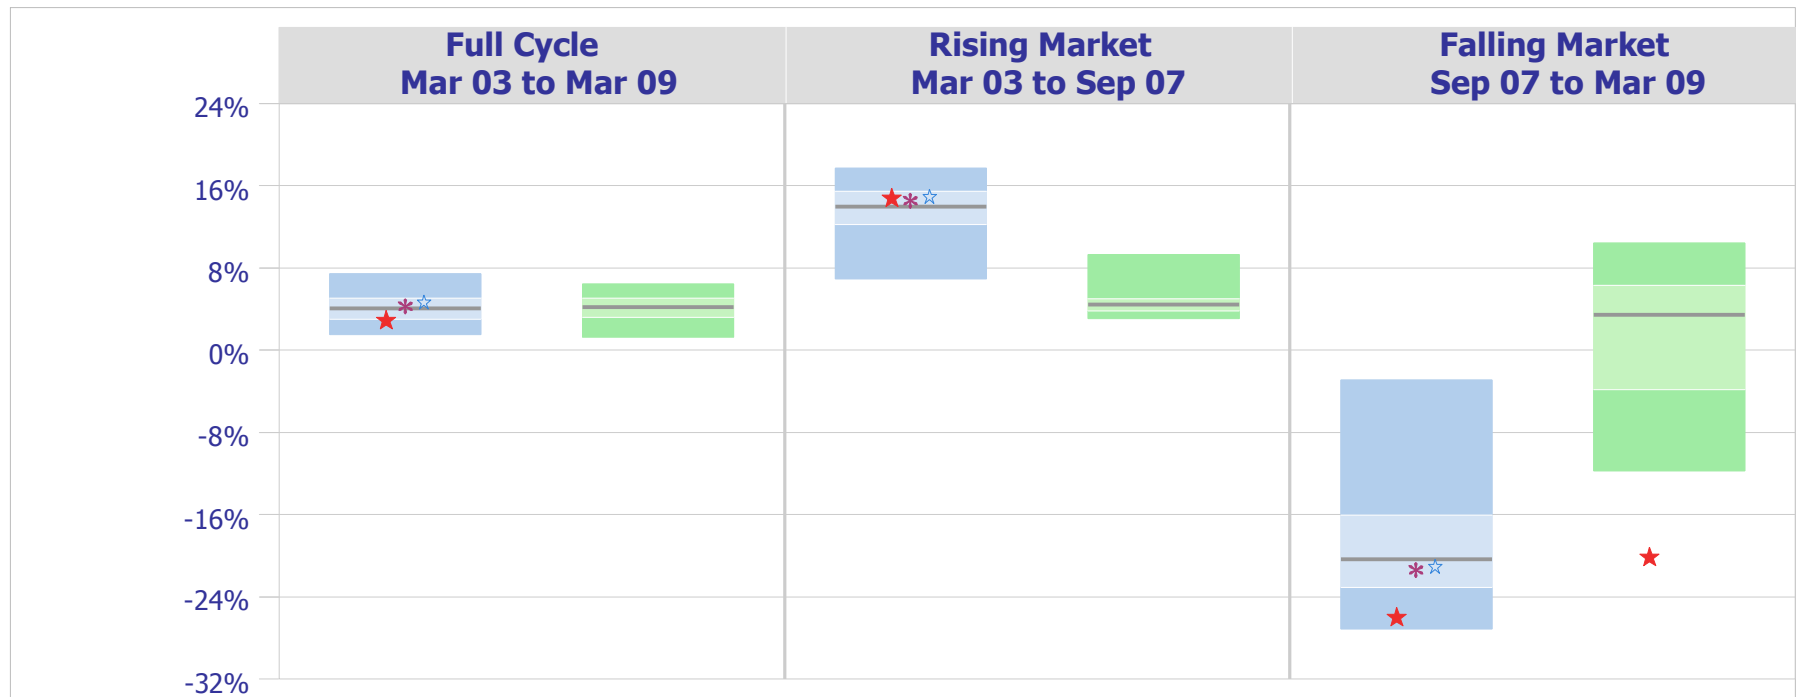 Full Cycle
Mar 03 to Mar 09
Rising Market
Mar 03 to Sep 07
Falling Market
Sep 07 to Mar 09
24%
16%
8%
0%
-8%
-16%
-24%
-32%